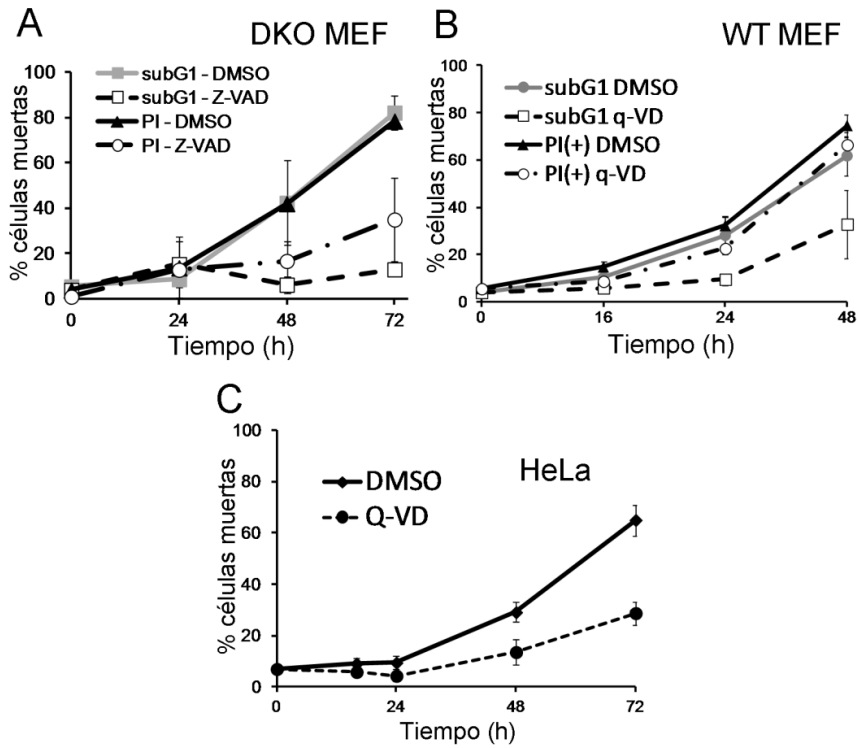 A
DKO MEF
subG1 - DMSO
subG1 - Z-VAD
PI - DMSO
PI - Z-VAD
100
80
60
40
20
0
% células muertas
0 24 48 72
Tiempo (h)
B
WT MEF
subG1 DMSO
subG1 q-VD
PI(+) DMSO
PI(+) q-VD
100
80
60
40
20
0
% células muertas
0 16 24 48
Tiempo (h)
C
HeLa
DMSO
Q-VD
100
80
60
40
20
0
% células muertas
0 24 48 72
Tiempo (h)